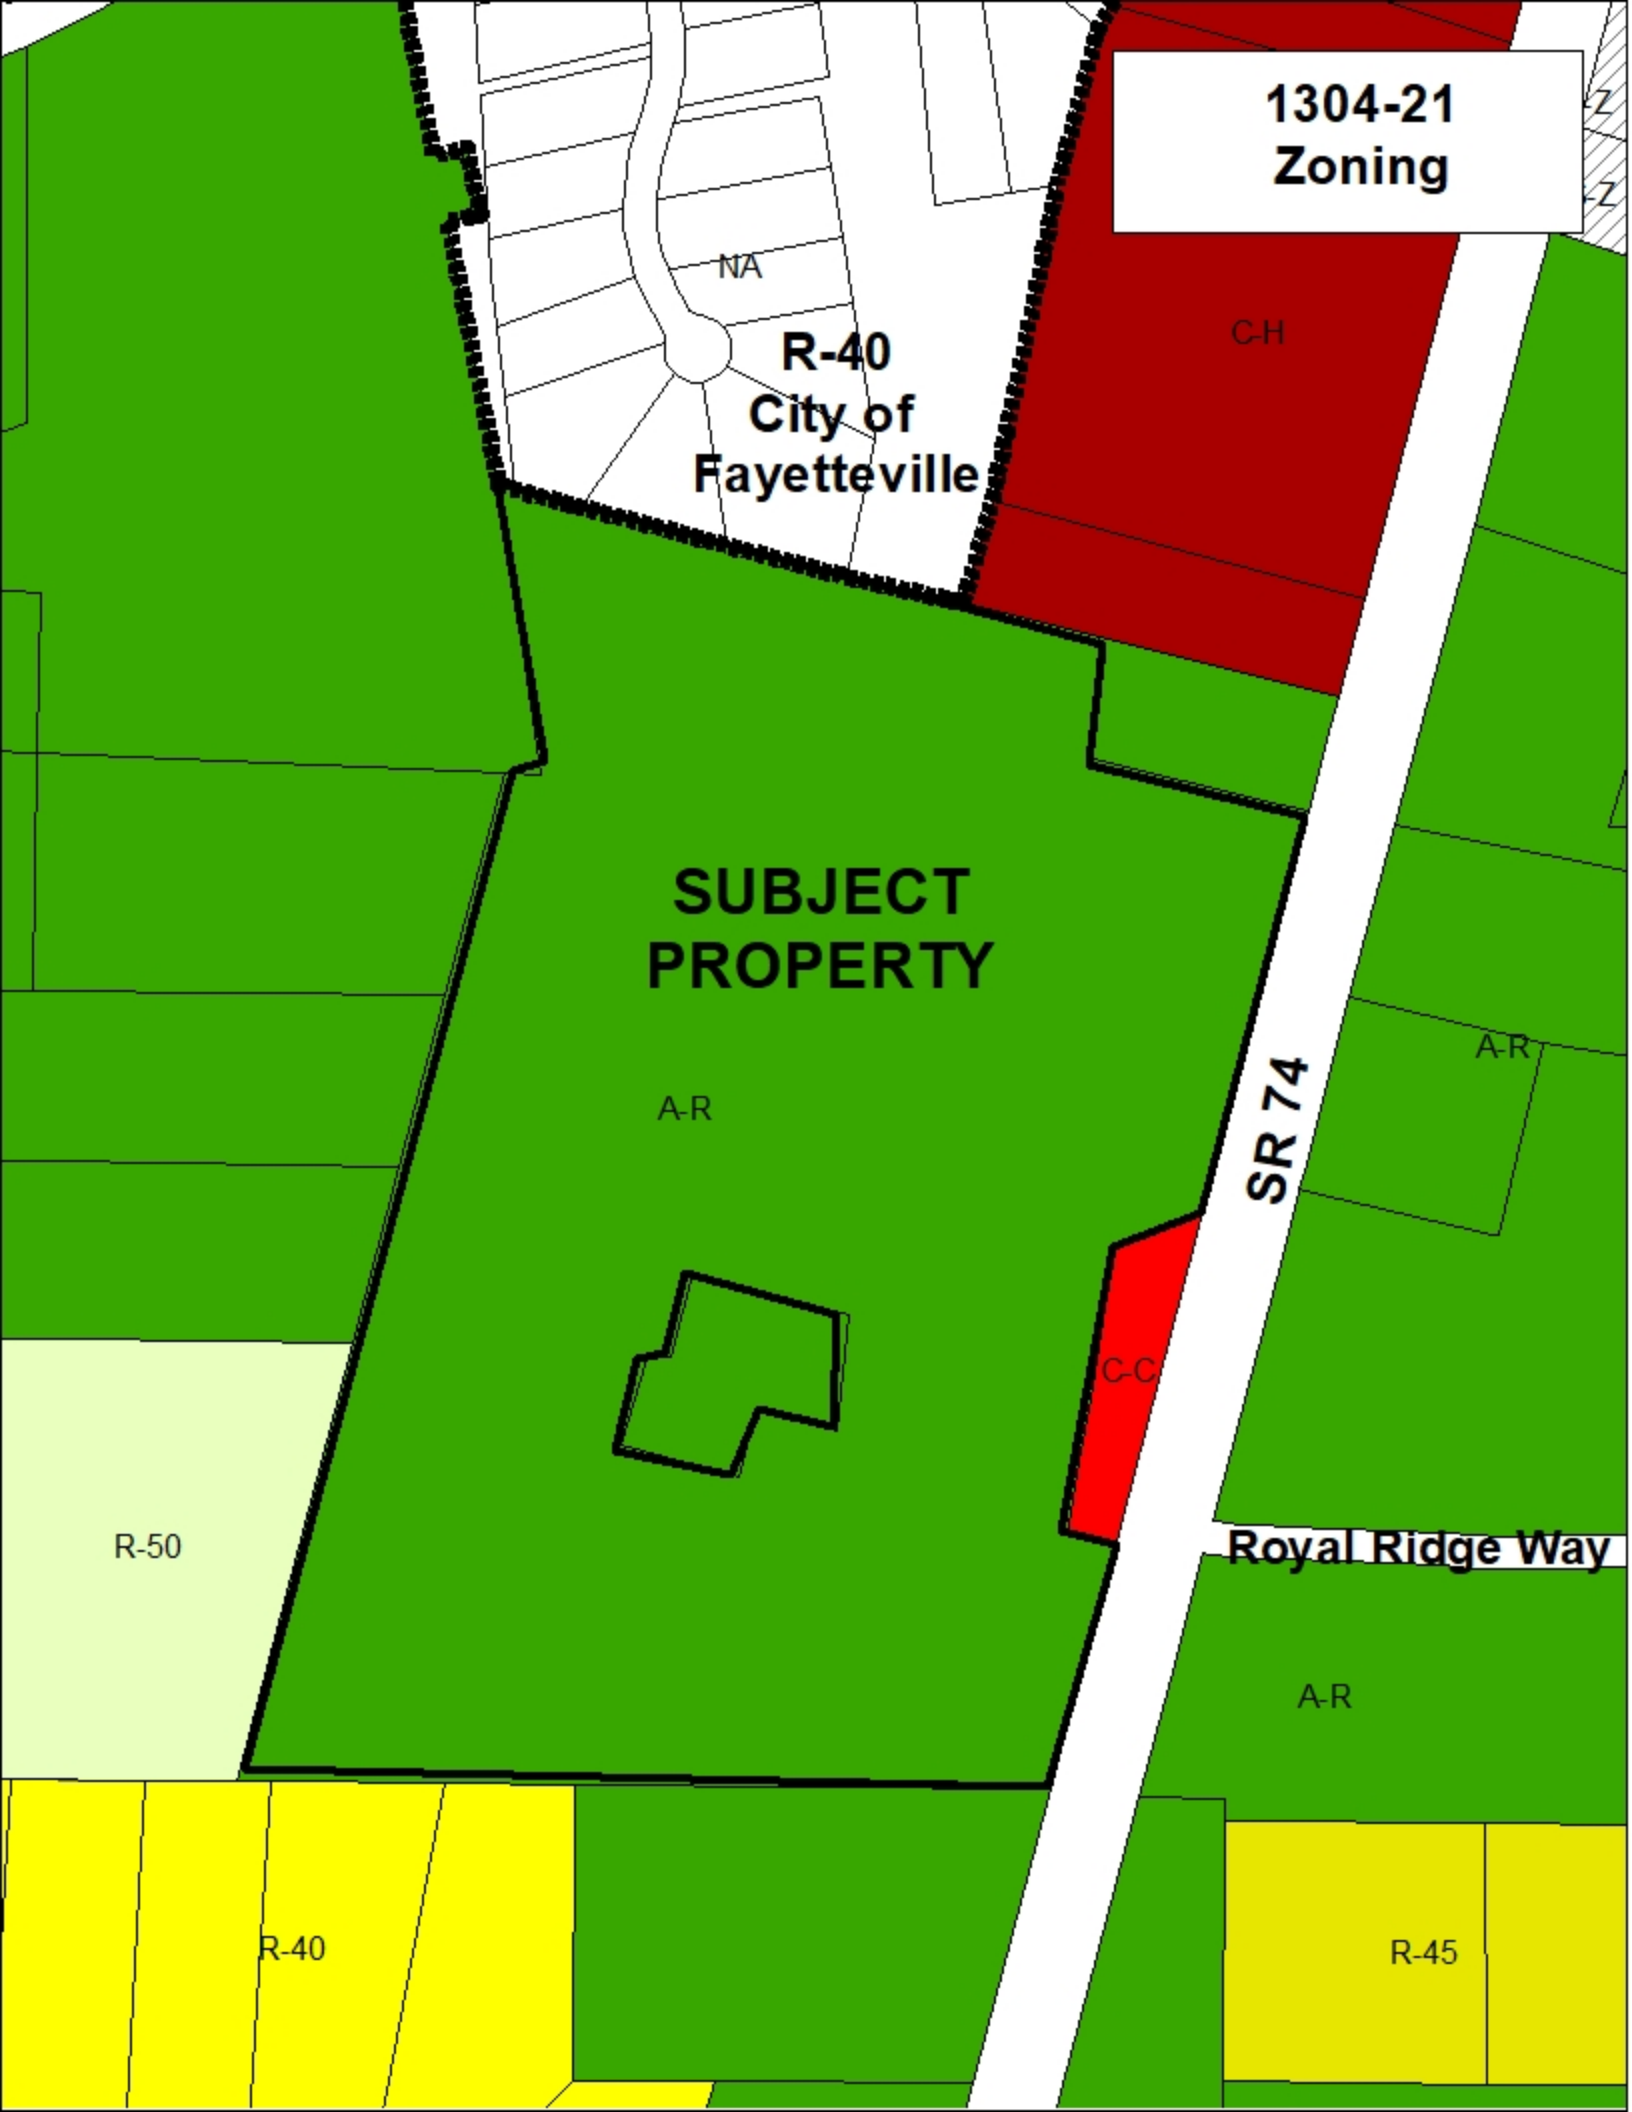 1304-21
Zoning
-Z
-Z
NA
C-H
R-40
City of
Fayetteville
SUBJECT
PROPERTY
A-R
SR 74
A-R
C-C
R-50
Royal Ridge Way
A-R
R-40
R-45